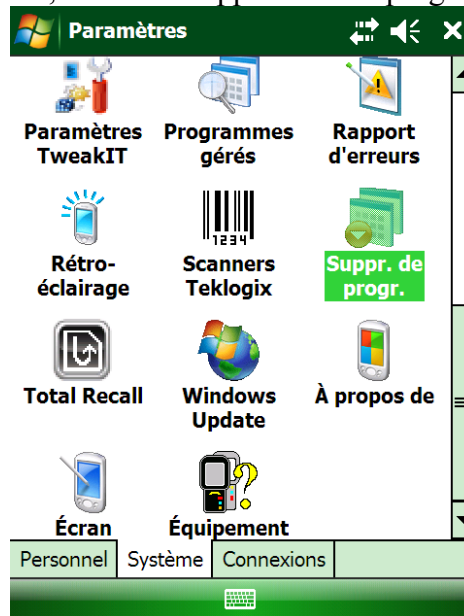 Paramètres
Paramètres
TweakIT
Programmes
gérés
Rapport
d'erreurs
Rétro-
éclairage
1234
Scanners
Teklogix
Suppr. de
progr.
Total Recall
Windows
Update
À propos de
Écran
Équipement
Personnel
Système
Connexions